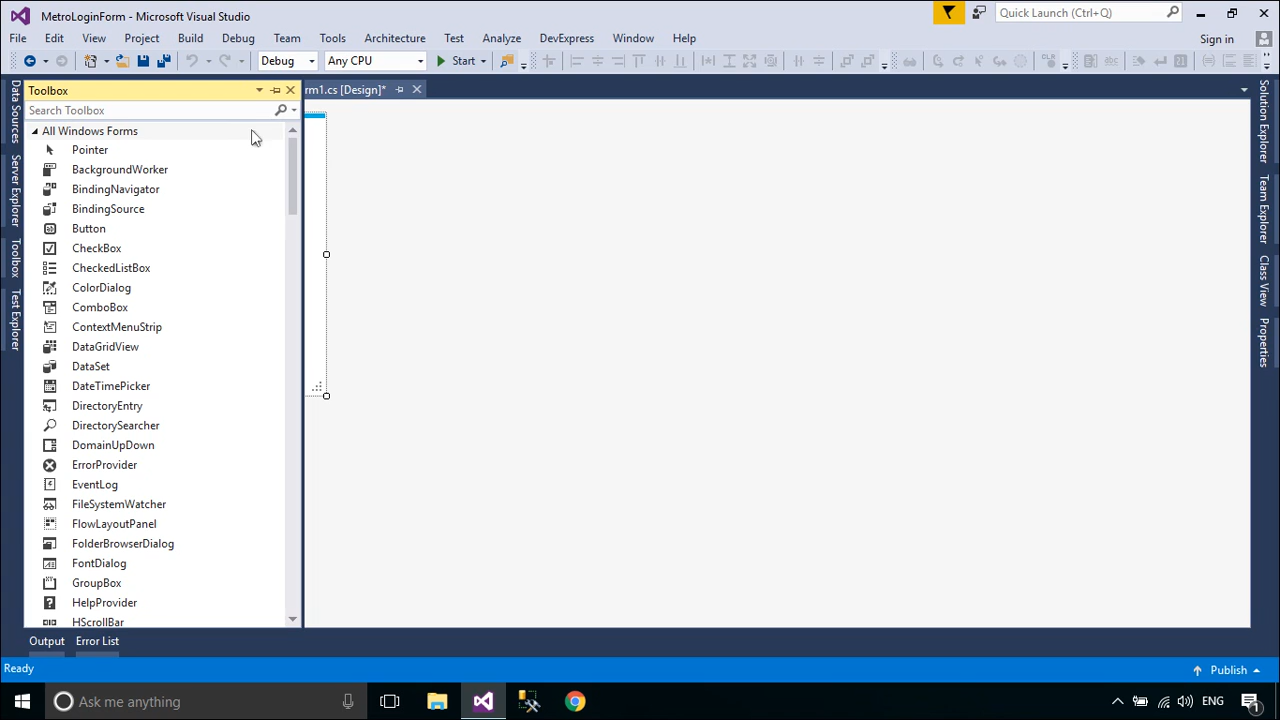 MetroLoginForm - Microsoft Visual Studio
Quick Launch (Ctrl+Q)
File Edit View Project Build Debug Team Tools Architecture Test Analyze DevExpress Window Help
Sign in
Debug Any CPU Start
Toolbox
rm1.cs [Design]*
Search Toolbox
All Windows Forms
Pointer
BackgroundWorker
BindingNavigator
BindingSource
Button
CheckBox
CheckedListBox
ColorDialog
ComboBox
ContextMenuStrip
DataGridView
DataSet
DateTimePicker
DirectoryEntry
DirectorySearcher
DomainUpDown
ErrorProvider
EventLog
FileSystemWatcher
FlowLayoutPanel
FolderBrowserDialog
FontDialog
GroupBox
HelpProvider
HScrollBar
Data Sources
Server Explorer
Toolbox
Test Explorer
Solution Explorer
Team Explorer
Class View
Properties
Output Error List
Ready
Publish
Ask me anything
ENG
1